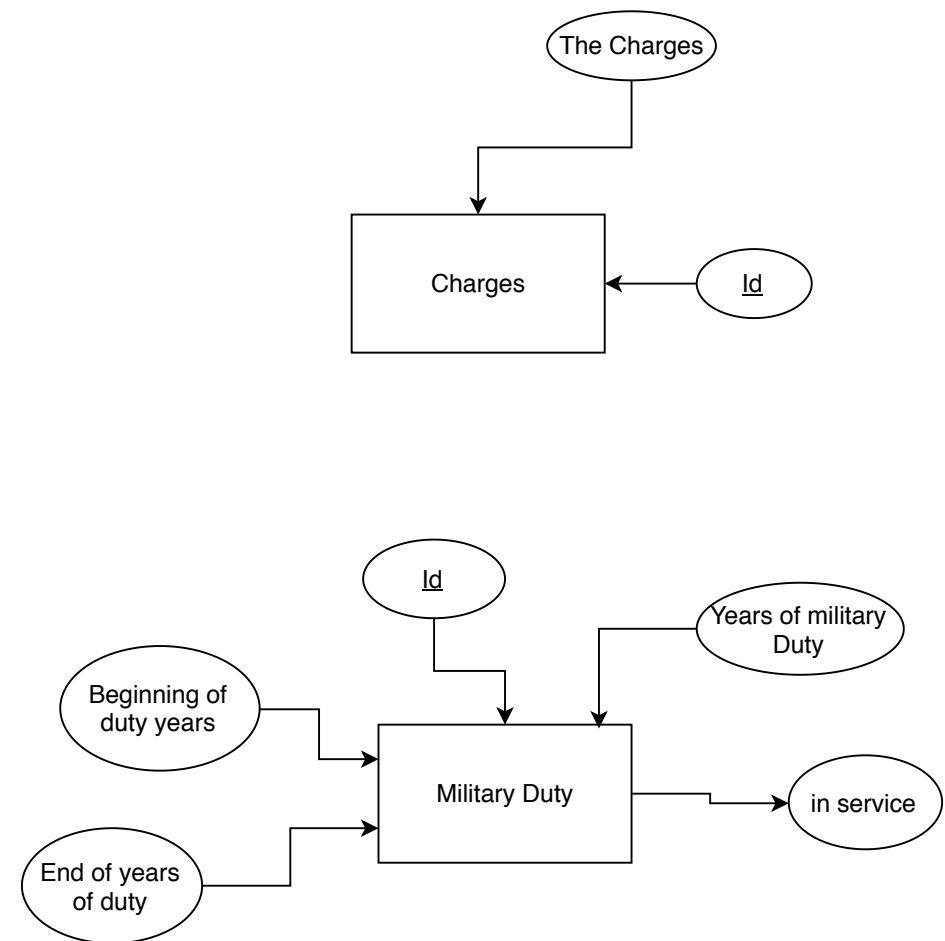 The Charges
Charges
Id
Id
Years of military
Duty
Beginning of
duty years
Military Duty
in service
End of years
of duty